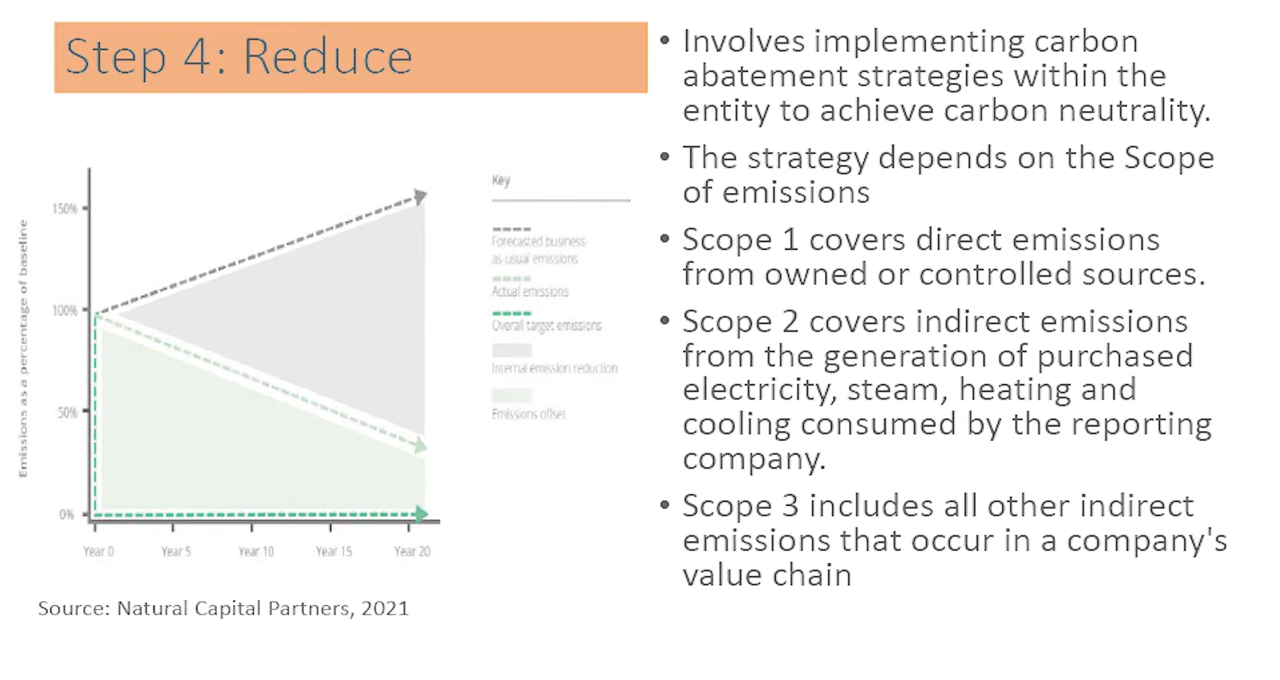 Step 4: Reduce
150%
100%
50%
0%
Emissions as a percentage of baseline
Year 0
Year 5
Year 10
Year 15
Year 20
Key
Forecasted business-
as-usual emissions
Actual emissions
Overall target emissions
Internal emission reduction
Emissions offset
Source: Natural Capital Partners, 2021
• Involves implementing carbon
abatement strategies within the
entity to achieve carbon neutrality.
• The strategy depends on the Scope
of emissions
• Scope 1 covers direct emissions
from owned or controlled sources.
• Scope 2 covers indirect emissions
from the generation of purchased
electricity, steam, heating and
cooling consumed by the reporting
company.
• Scope 3 includes all other indirect
emissions that occur in a company's
value chain